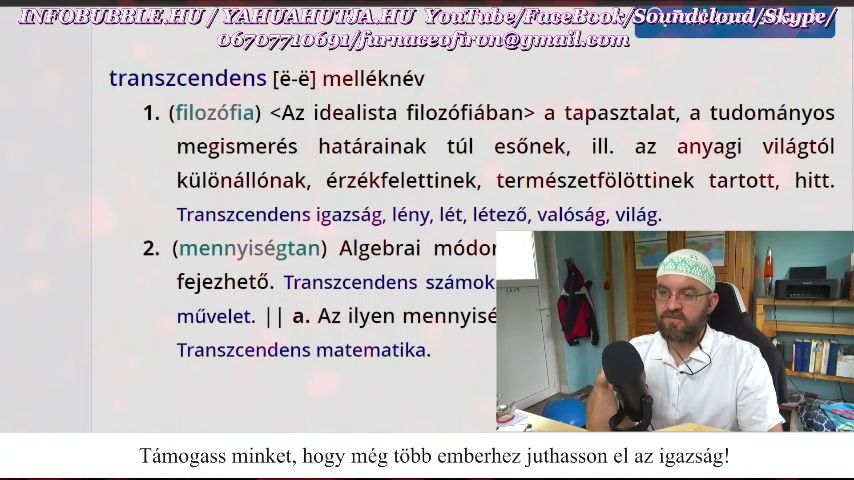 INFOBUBBLE.HU / YAHUAHUTJA.HU YouTube/FaceBook/Soundcloud/Skype/
06707710691/furnaceofiron@gmail.com
transzcendens [ë-ë] melléknév
1. (filozófia) <Az idealista filozófiában> a tapasztalat, a tudományos
megismerés határainak túl esőnek, ill. az anyagi világtól
különállónak, érzékfelettinek, természetfölöttinek tartott, hitt.
Transzcendens igazság, lény, lét, létező, valóság, világ.
2. (mennyiségtan) Algebrai módon
fejezhető. Transzcendens számok
művelet. || a. Az ilyen mennyisé
Transzcendens matematika.
Támogass minket, hogy még több emberhez juthasson el az igazság!